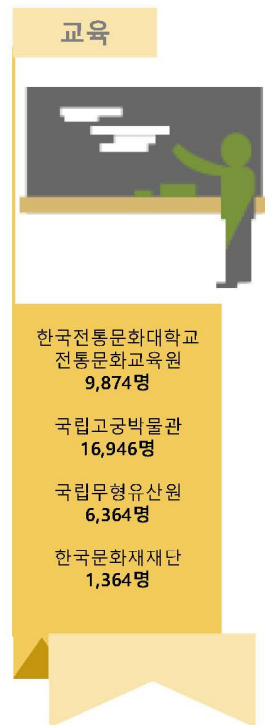 교육
한국전통문화대학교
전통문화교육원
9,874명
국립고궁박물관
16,946명
국립무형유산원
6,364명
한국문화재재단
1,364명